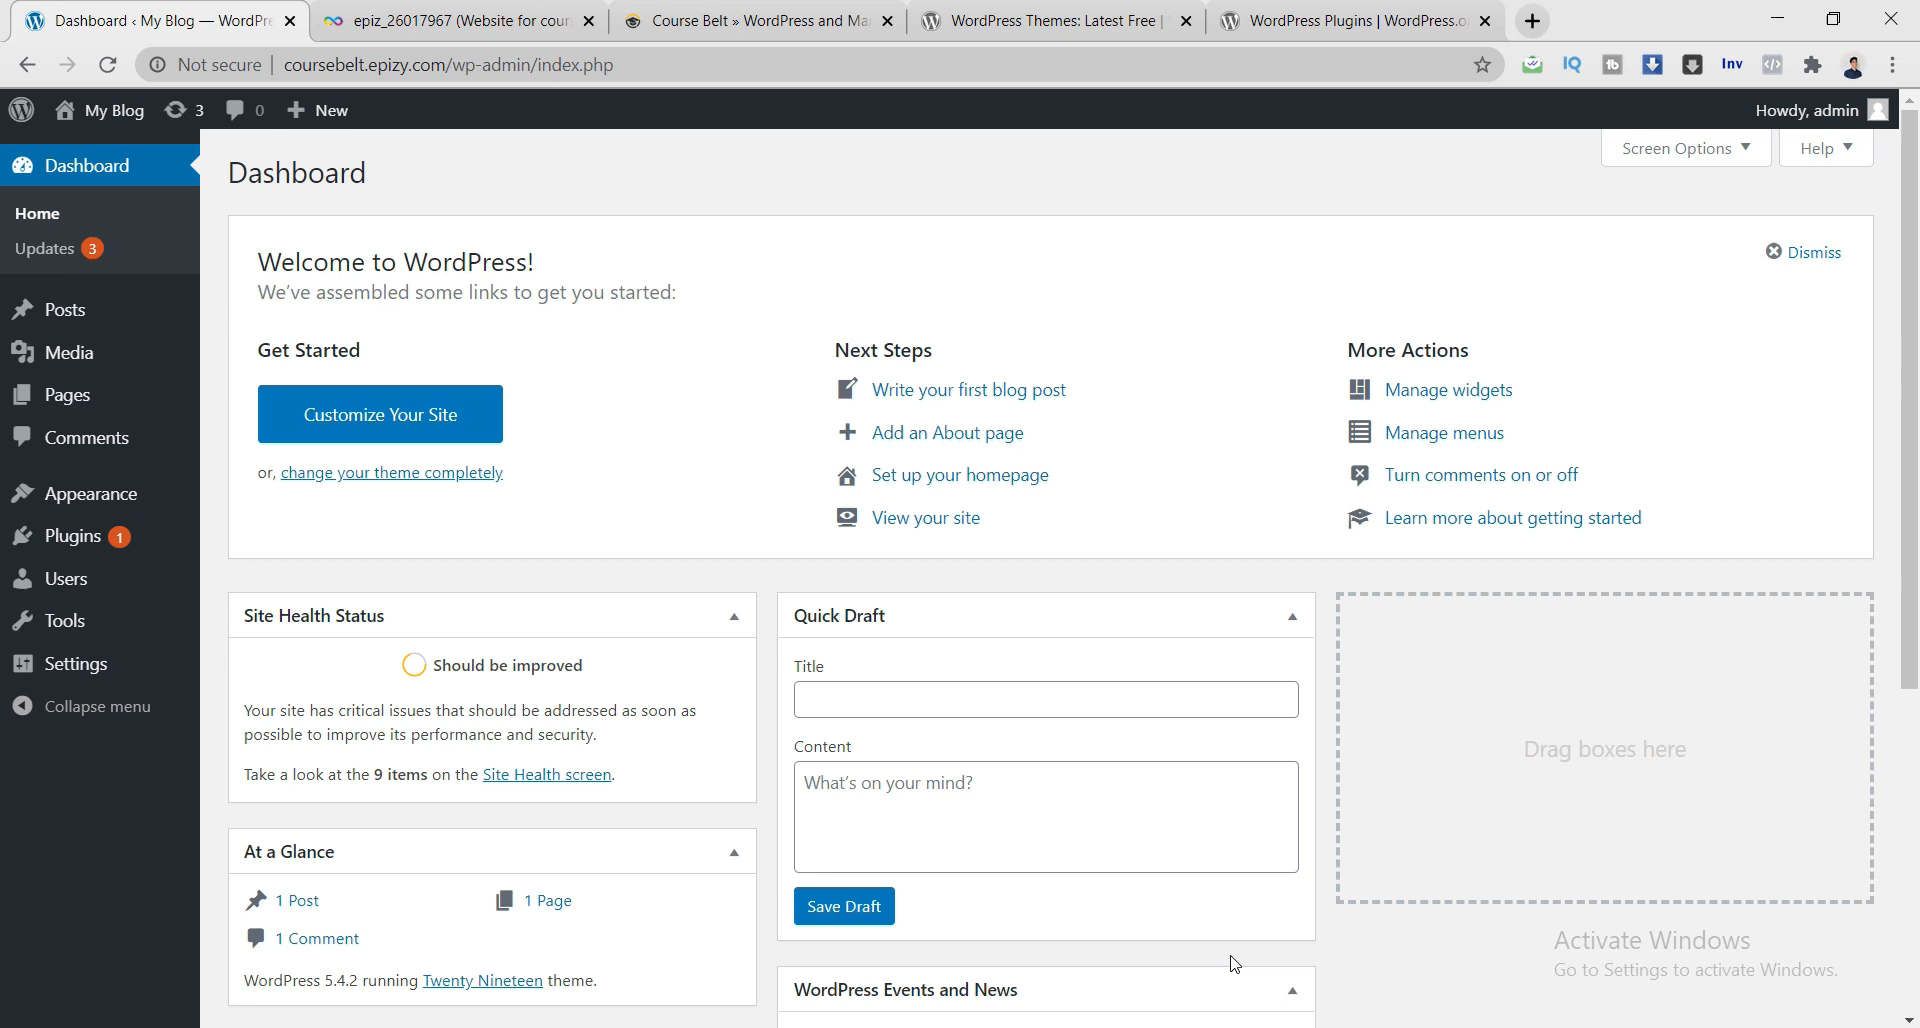 Dashboard ‹ My Blog — WordPre
epiz_26017967 (Website for cour
Course Belt » WordPress and Ma
WordPress Themes: Latest Free |
WordPress Plugins | WordPress.o
Not secure | coursebelt.epizy.com/wp-admin/index.php
IQ
tb
Inv
My Blog
3
0
New
Howdy, admin
Dashboard
Home
Updates 3
Posts
Media
Pages
Comments
Appearance
Plugins 1
Users
Tools
Settings
Collapse menu
Screen Options
Help
Dashboard
Welcome to WordPress!
We've assembled some links to get you started:
Dismiss
Get Started
Customize Your Site
or, change your theme completely
Next Steps
Write your first blog post
Add an About page
Set up your homepage
View your site
More Actions
Manage widgets
Manage menus
Turn comments on or off
Learn more about getting started
Site Health Status
Should be improved
Your site has critical issues that should be addressed as soon as
possible to improve its performance and security.
Take a look at the 9 items on the Site Health screen.
At a Glance
1 Post
1 Page
1 Comment
WordPress 5.4.2 running Twenty Nineteen theme.
Quick Draft
Title
Content
What's on your mind?
Save Draft
WordPress Events and News
Drag boxes here
Activate Windows
Go to Settings to activate Windows.